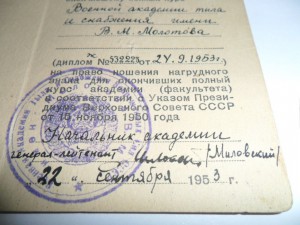 Военной академии тыла
и снабжения имени
В. М. Молотова
(диплом № от 24.9.1953 г.
на право ношения нагрудного
знака для окончивших полный
курс академии (факультета)
в соответствии с Указом Прези-
диума Верховного Совета СССР
от 15 ноября 1950 года
Начальник академии
генерал-лейтенант (Миловский)
"22" Сентября 1953 г.